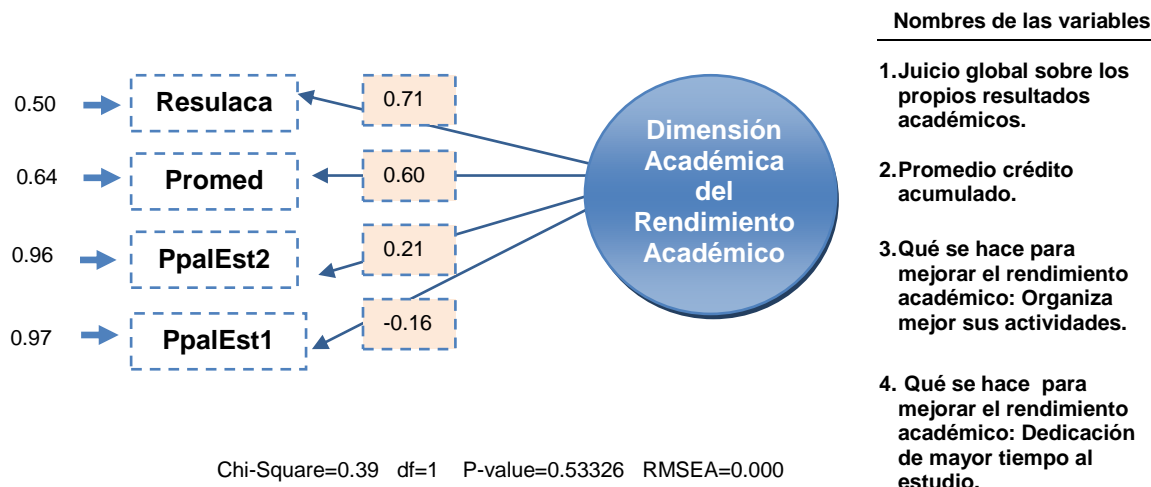 Nombres de las variables
0.50
Resulaca
0.71
0.64
Promed
0.60
0.96
PpalEst2
0.21
0.97
PpalEst1
-0.16
Dimensión
Académica
del
Rendimiento
Académico
1.Juicio global sobre los
propios resultados
académicos.
2.Promedio crédito
acumulado.
3.Qué se hace para
mejorar el rendimiento
académico: Organiza
mejor sus actividades.
4. Qué se hace para
mejorar el rendimiento
académico: Dedicación
de mayor tiempo al
estudio.
Chi-Square=0.39 df=1 P-value=0.53326 RMSEA=0.000